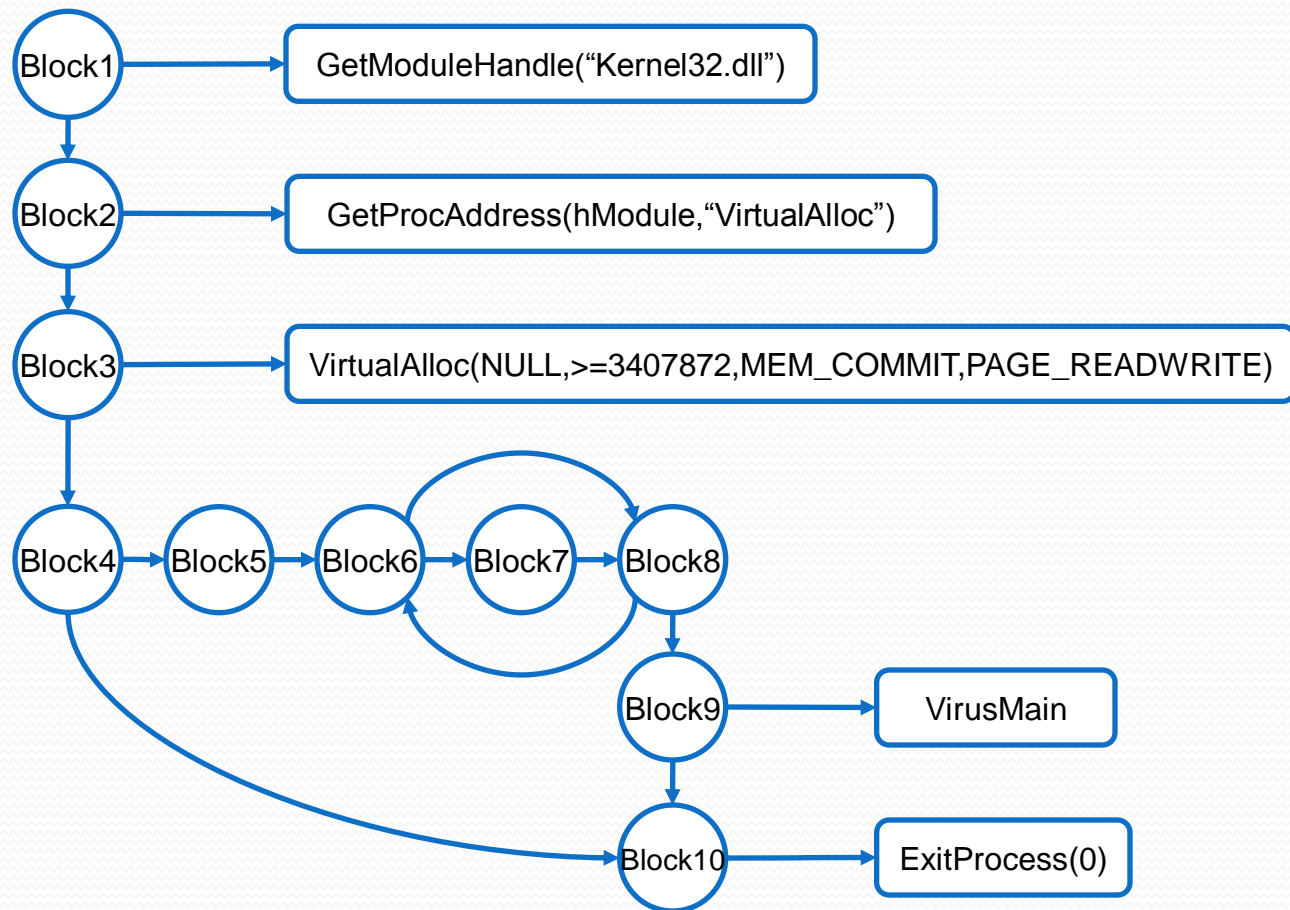 Block1
GetModuleHandle(“Kernel32.dll”)
Block2
GetProcAddress(hModule,“VirtualAlloc”)
Block3
VirtualAlloc(NULL,>=3407872,MEM_COMMIT,PAGE_READWRITE)
Block4
Block5
Block6
Block7
Block8
Block9
VirusMain
Block10
ExitProcess(0)